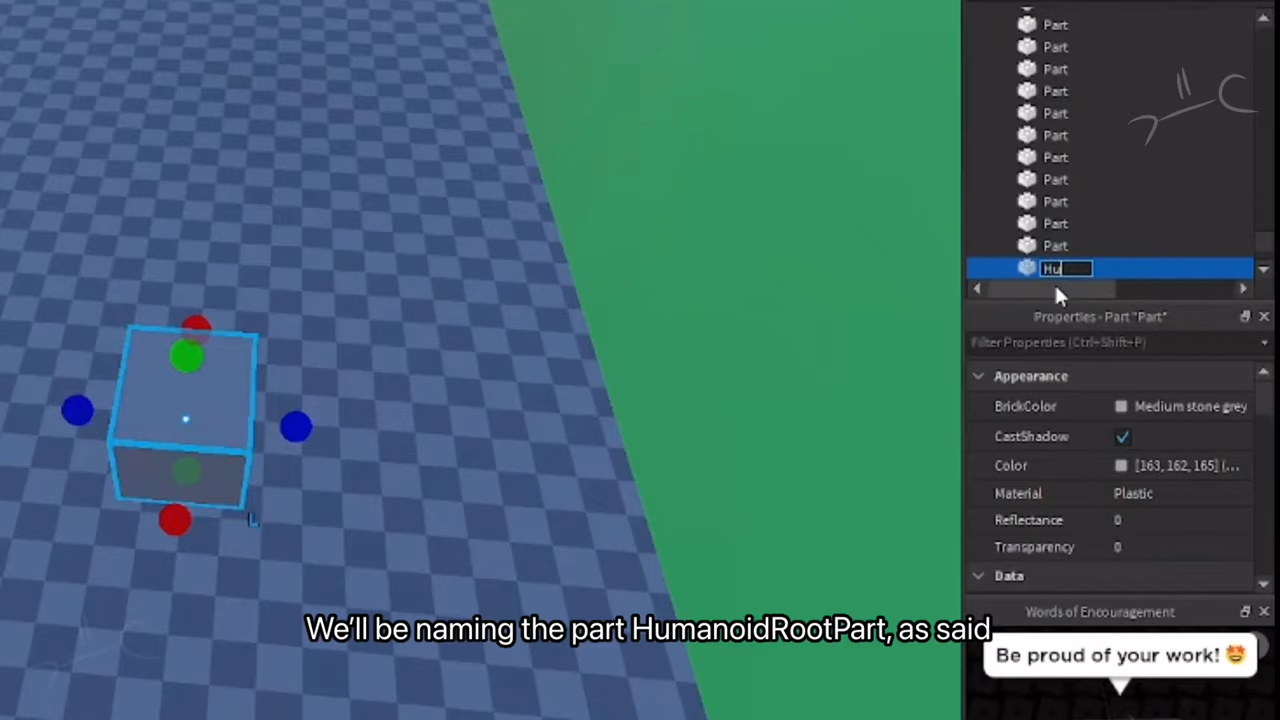 Part
Part
Part
Part
Part
Part
Part
Part
Part
Part
Part
Hu
Properties - Part "Part"
Filter Properties (Ctrl+Shift+P)
Appearance
BrickColor Medium stone grey
CastShadow
Color [163, 162, 165] (...
Material Plastic
Reflectance 0
Transparency 0
Data
Words of Encouragement
We'll be naming the part HumanoidRootPart, as said
Be proud of your work! 🤩